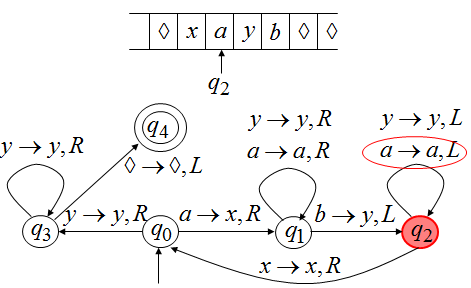 ◊ x a y b ◊ ◊
q₂
y → y, R
a → a, R
y → y, L
a → a, L
q₄
y → y, R
◊ → ◊, L
y → y, R
a → x, R
b → y, L
q₃
q₀
q₁
q₂
x → x, R